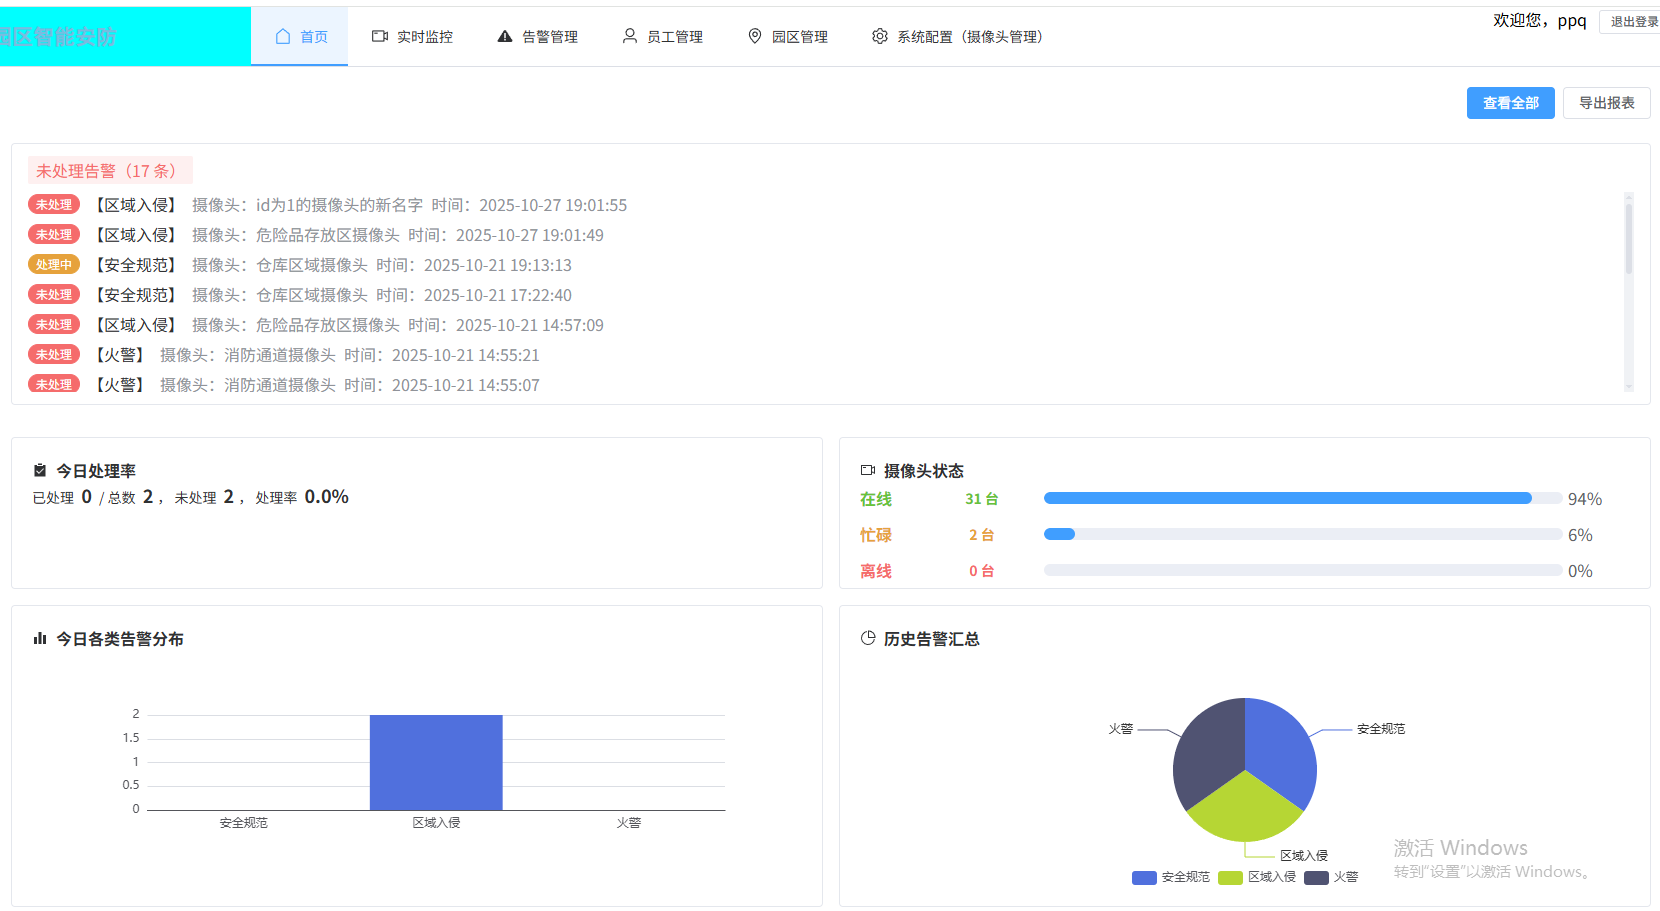 园区智能安防
首页
实时监控
告警管理
员工管理
园区管理
系统配置（摄像头管理）
欢迎您，ppq
退出登录
查看全部
导出报表
未处理告警（17 条）
未处理 【区域入侵】 摄像头：id为1的摄像头的新名字 时间：2025-10-27 19:01:55
未处理 【区域入侵】 摄像头：危险品存放区摄像头 时间：2025-10-27 19:01:49
处理中 【安全规范】 摄像头：仓库区域摄像头 时间：2025-10-21 19:13:13
未处理 【安全规范】 摄像头：仓库区域摄像头 时间：2025-10-21 17:22:40
未处理 【区域入侵】 摄像头：危险品存放区摄像头 时间：2025-10-21 14:57:09
未处理 【火警】 摄像头：消防通道摄像头 时间：2025-10-21 14:55:21
未处理 【火警】 摄像头：消防通道摄像头 时间：2025-10-21 14:55:07
今日处理率
已处理 0 / 总数 2， 未处理 2， 处理率 0.0%
摄像头状态
在线 31 台 94%
忙碌 2 台 6%
离线 0 台 0%
今日各类告警分布
2
1.5
1
0.5
0
安全规范 区域入侵 火警
历史告警汇总
火警 安全规范
区域入侵
安全规范 区域入侵 火警
激活 Windows
转到“设置”以激活 Windows。